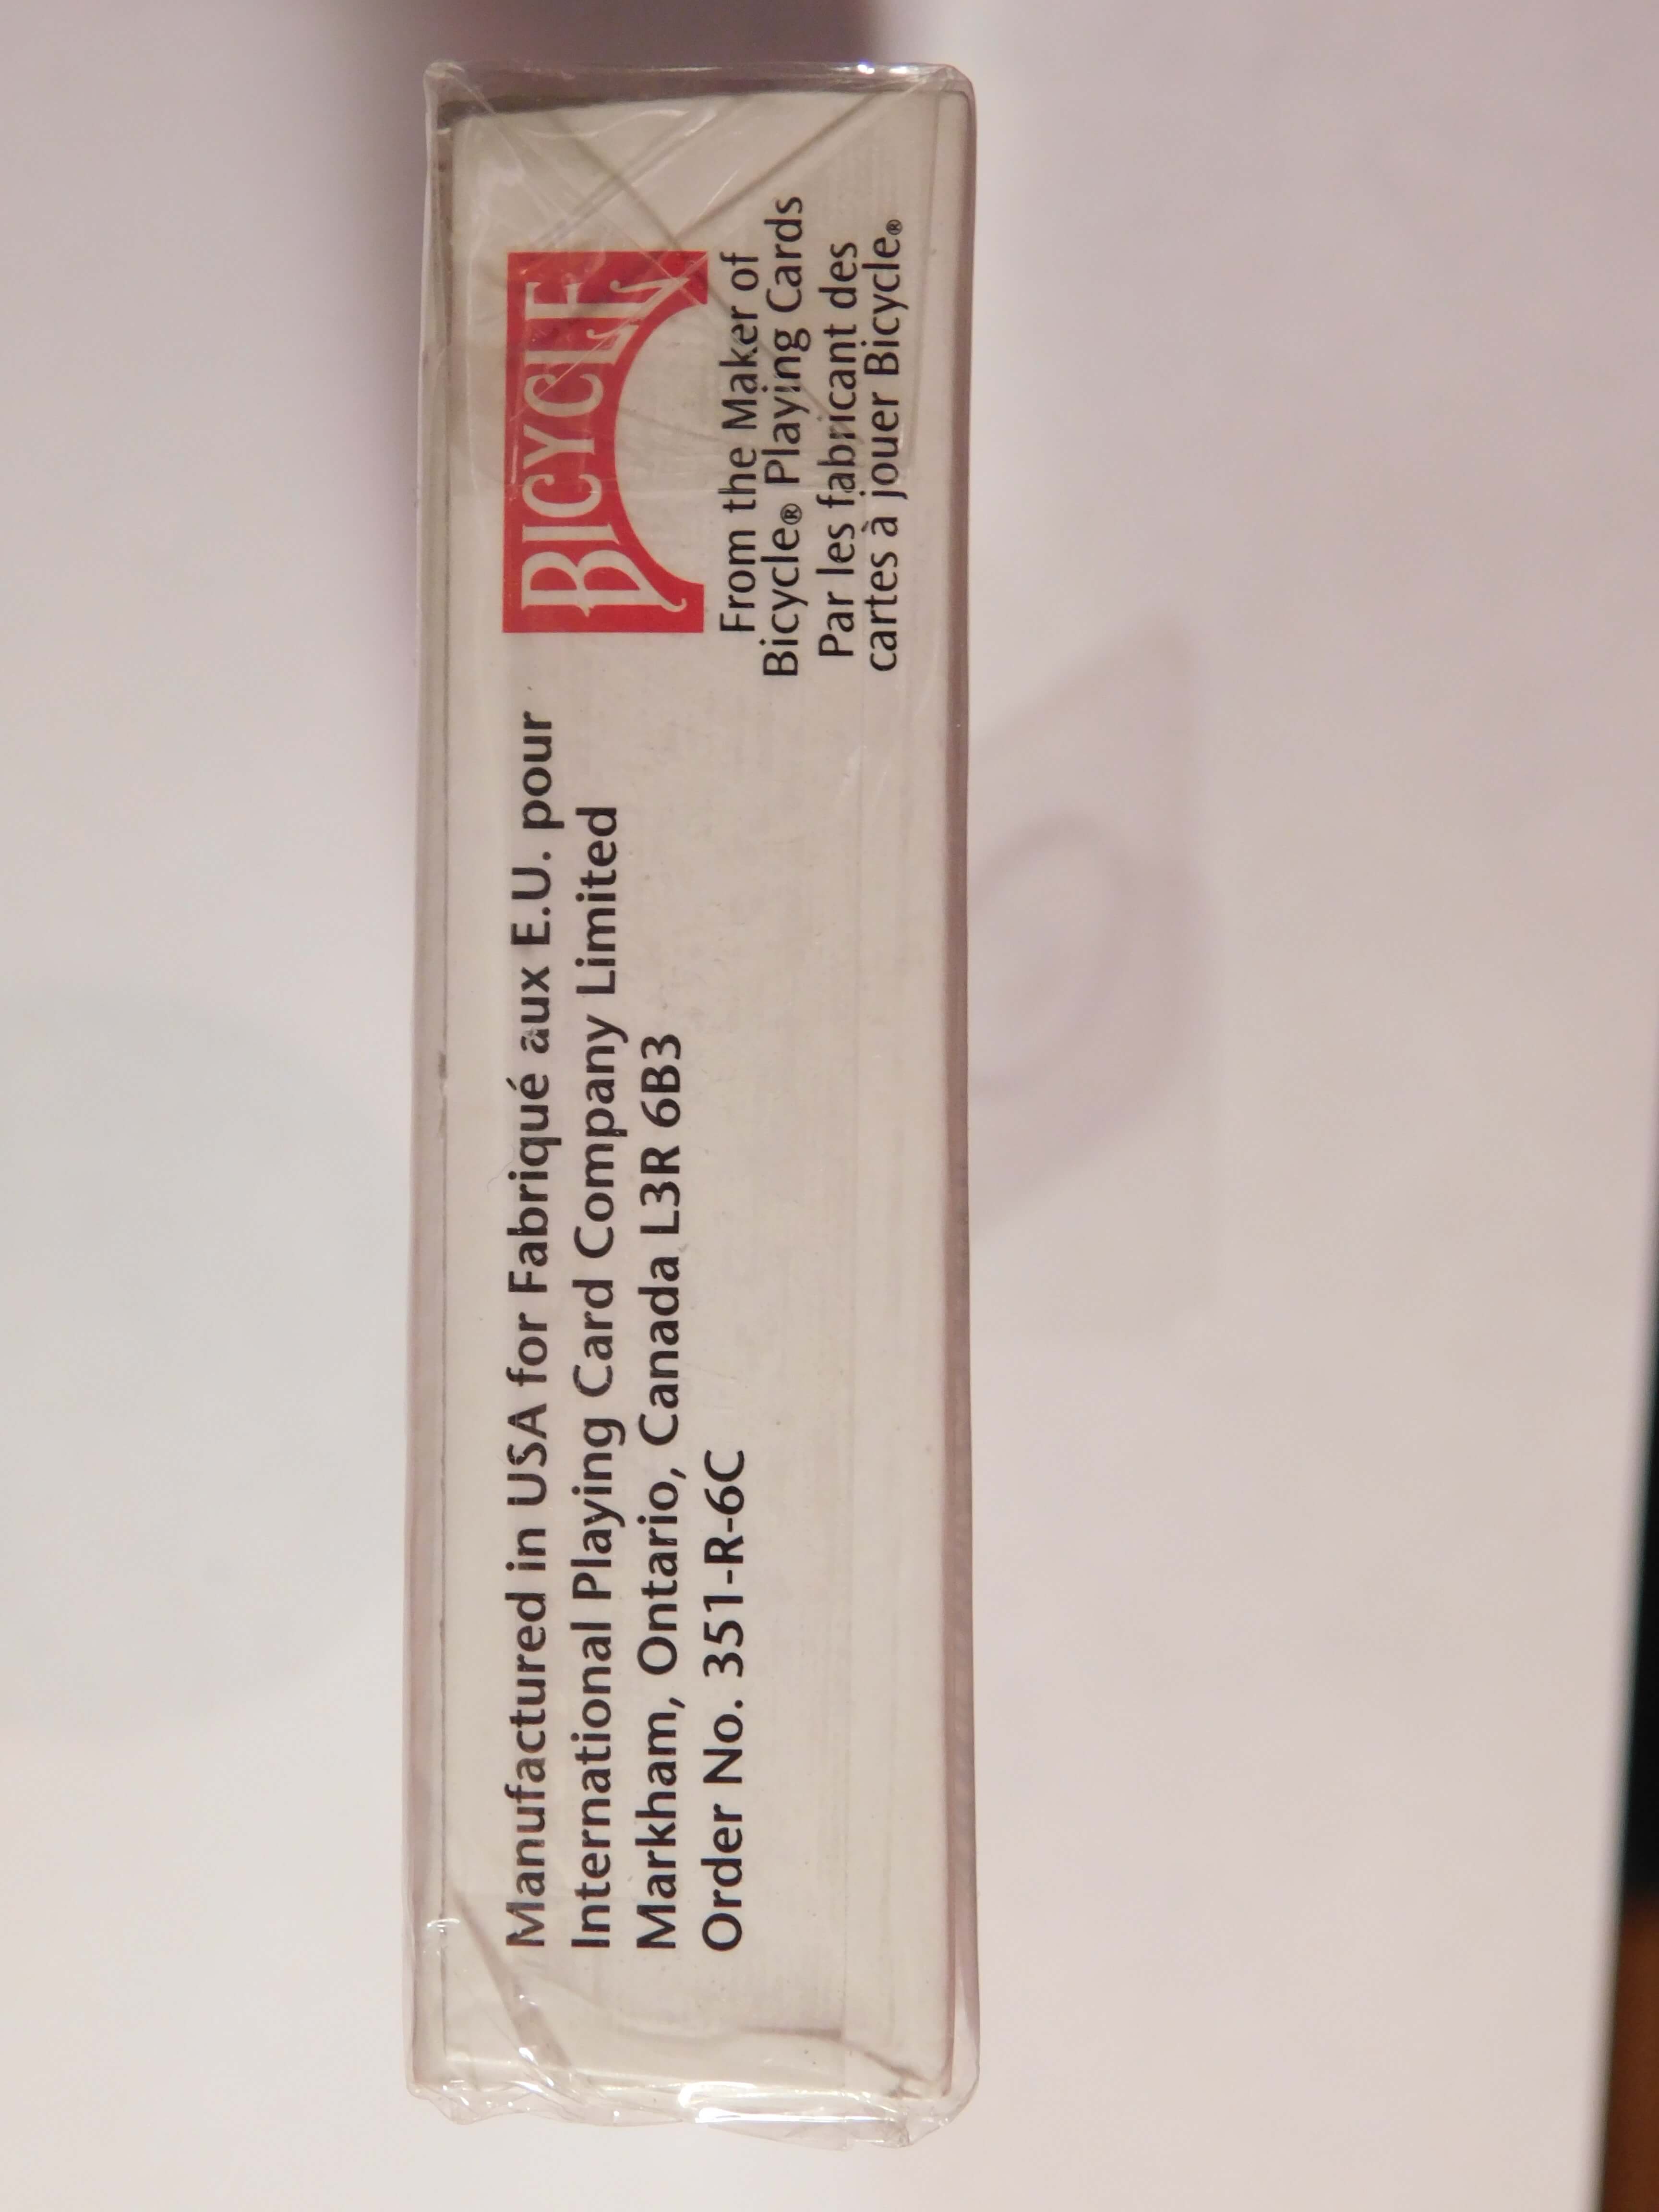 Manufactured in USA for Fabriqué aux E.U. pour
International Playing Card Company Limited
Markham, Ontario, Canada L3R 6B3
Order No. 351-R-6C
BICYCLE
From the Maker of
Bicycle® Playing Cards
Par les fabricant des
cartes à jouer Bicycle®